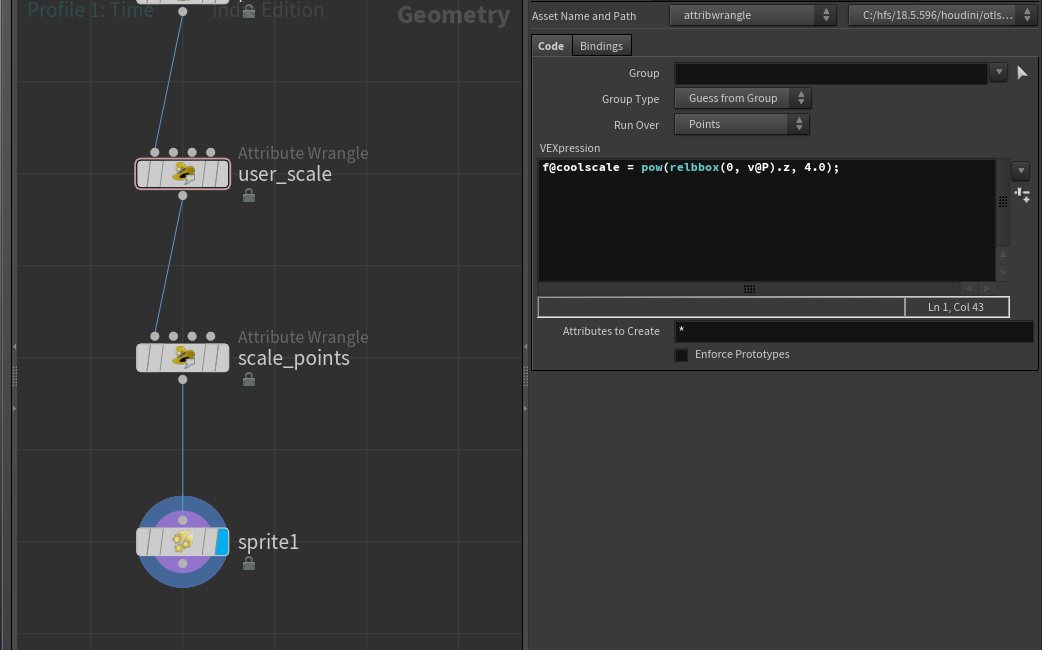 Profile 1: Time
Indie Edition
Geometry
Attribute Wrangle
user_scale
Attribute Wrangle
scale_points
sprite1
Asset Name and Path
attribwrangle
C:/hfs/18.5.596/houdini/otls...
Code
Bindings
Group
Group Type
Guess from Group
Run Over
Points
VEXpression
f@coolscale = pow(relbbox(0, v@P).z, 4.0);
Ln 1, Col 43
Attributes to Create
*
Enforce Prototypes